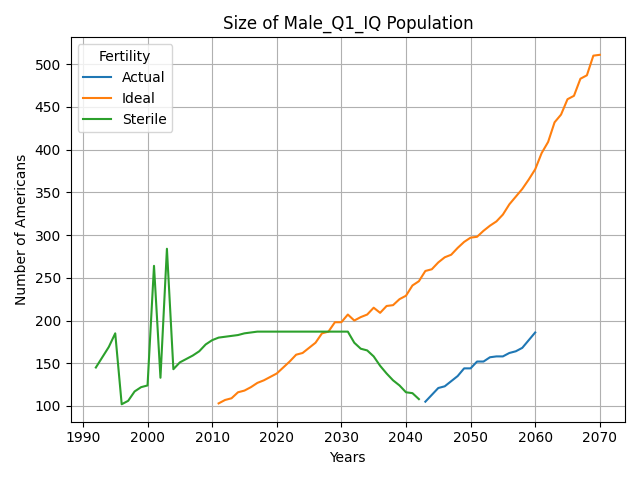 Size of Male_Q1_IQ Population
Fertility
Actual
Ideal
Sterile
Number of Americans
500
450
400
350
300
250
200
150
100
1990 2000 2010 2020 2030 2040 2050 2060 2070
Years